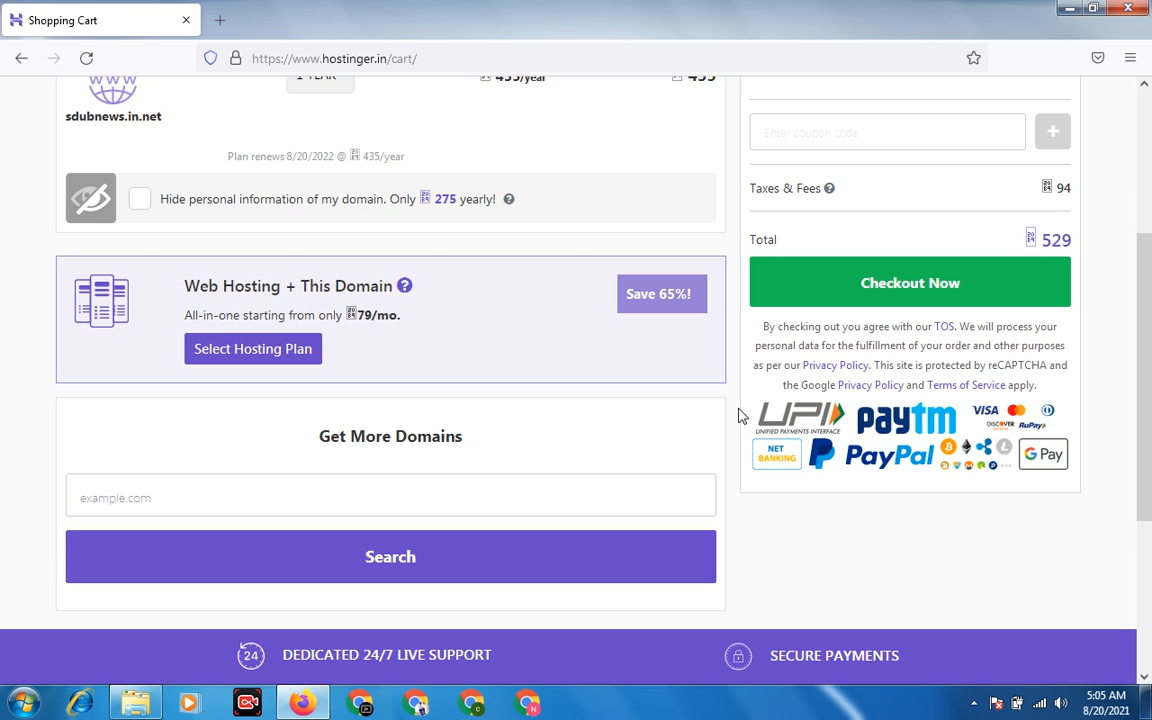 Shopping Cart
https://www.hostinger.in/cart/
WWW
1 YEAR
435/year
435
sdubnews.in.net
Plan renews 8/20/2022 @ 435/year
Hide personal information of my domain. Only 275 yearly!
Enter coupon code
Taxes & Fees 94
Total 529
Checkout Now
By checking out you agree with our TOS. We will process your
personal data for the fulfillment of your order and other purposes
as per our Privacy Policy. This site is protected by reCAPTCHA and
the Google Privacy Policy and Terms of Service apply.
UPI
UNIFIED PAYMENTS INTERFACE
paytm
VISA
DISCOVER RuPay
NET
BANKING
PayPal
G Pay
Web Hosting + This Domain
All-in-one starting from only 79/mo.
Select Hosting Plan
Save 65%!
Get More Domains
example.com
Search
24 DEDICATED 24/7 LIVE SUPPORT
SECURE PAYMENTS
5:05 AM
8/20/2021